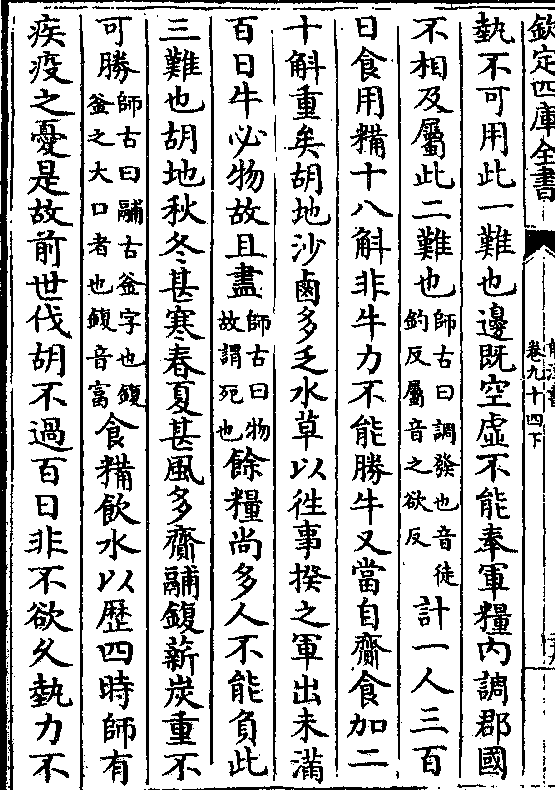 欽定四庫全書
卷九十四下
埶不可用此一難也邊既空虛不能奉軍糧內調郡國
不相及屬此二難也師古曰調發也音徒釣反屬音之欲反計一人三百
日食用糒十八斛非牛力不能勝牛又當自齎食加二
十斛重矣胡地沙鹵多乏水草以往事揆之軍出未滿
百日牛必物故且盡師古曰物故謂死也餘糧尚多人不能負此
三難也胡地秋冬甚寒春夏甚風多齎鬴鍑薪炭重不
可勝師古曰鬴古釜字也鍑釜之大口者也鍑音富食糒飲水以歷四時師有
疾疫之憂是故前世伐胡不過百日非不欲久埶力不